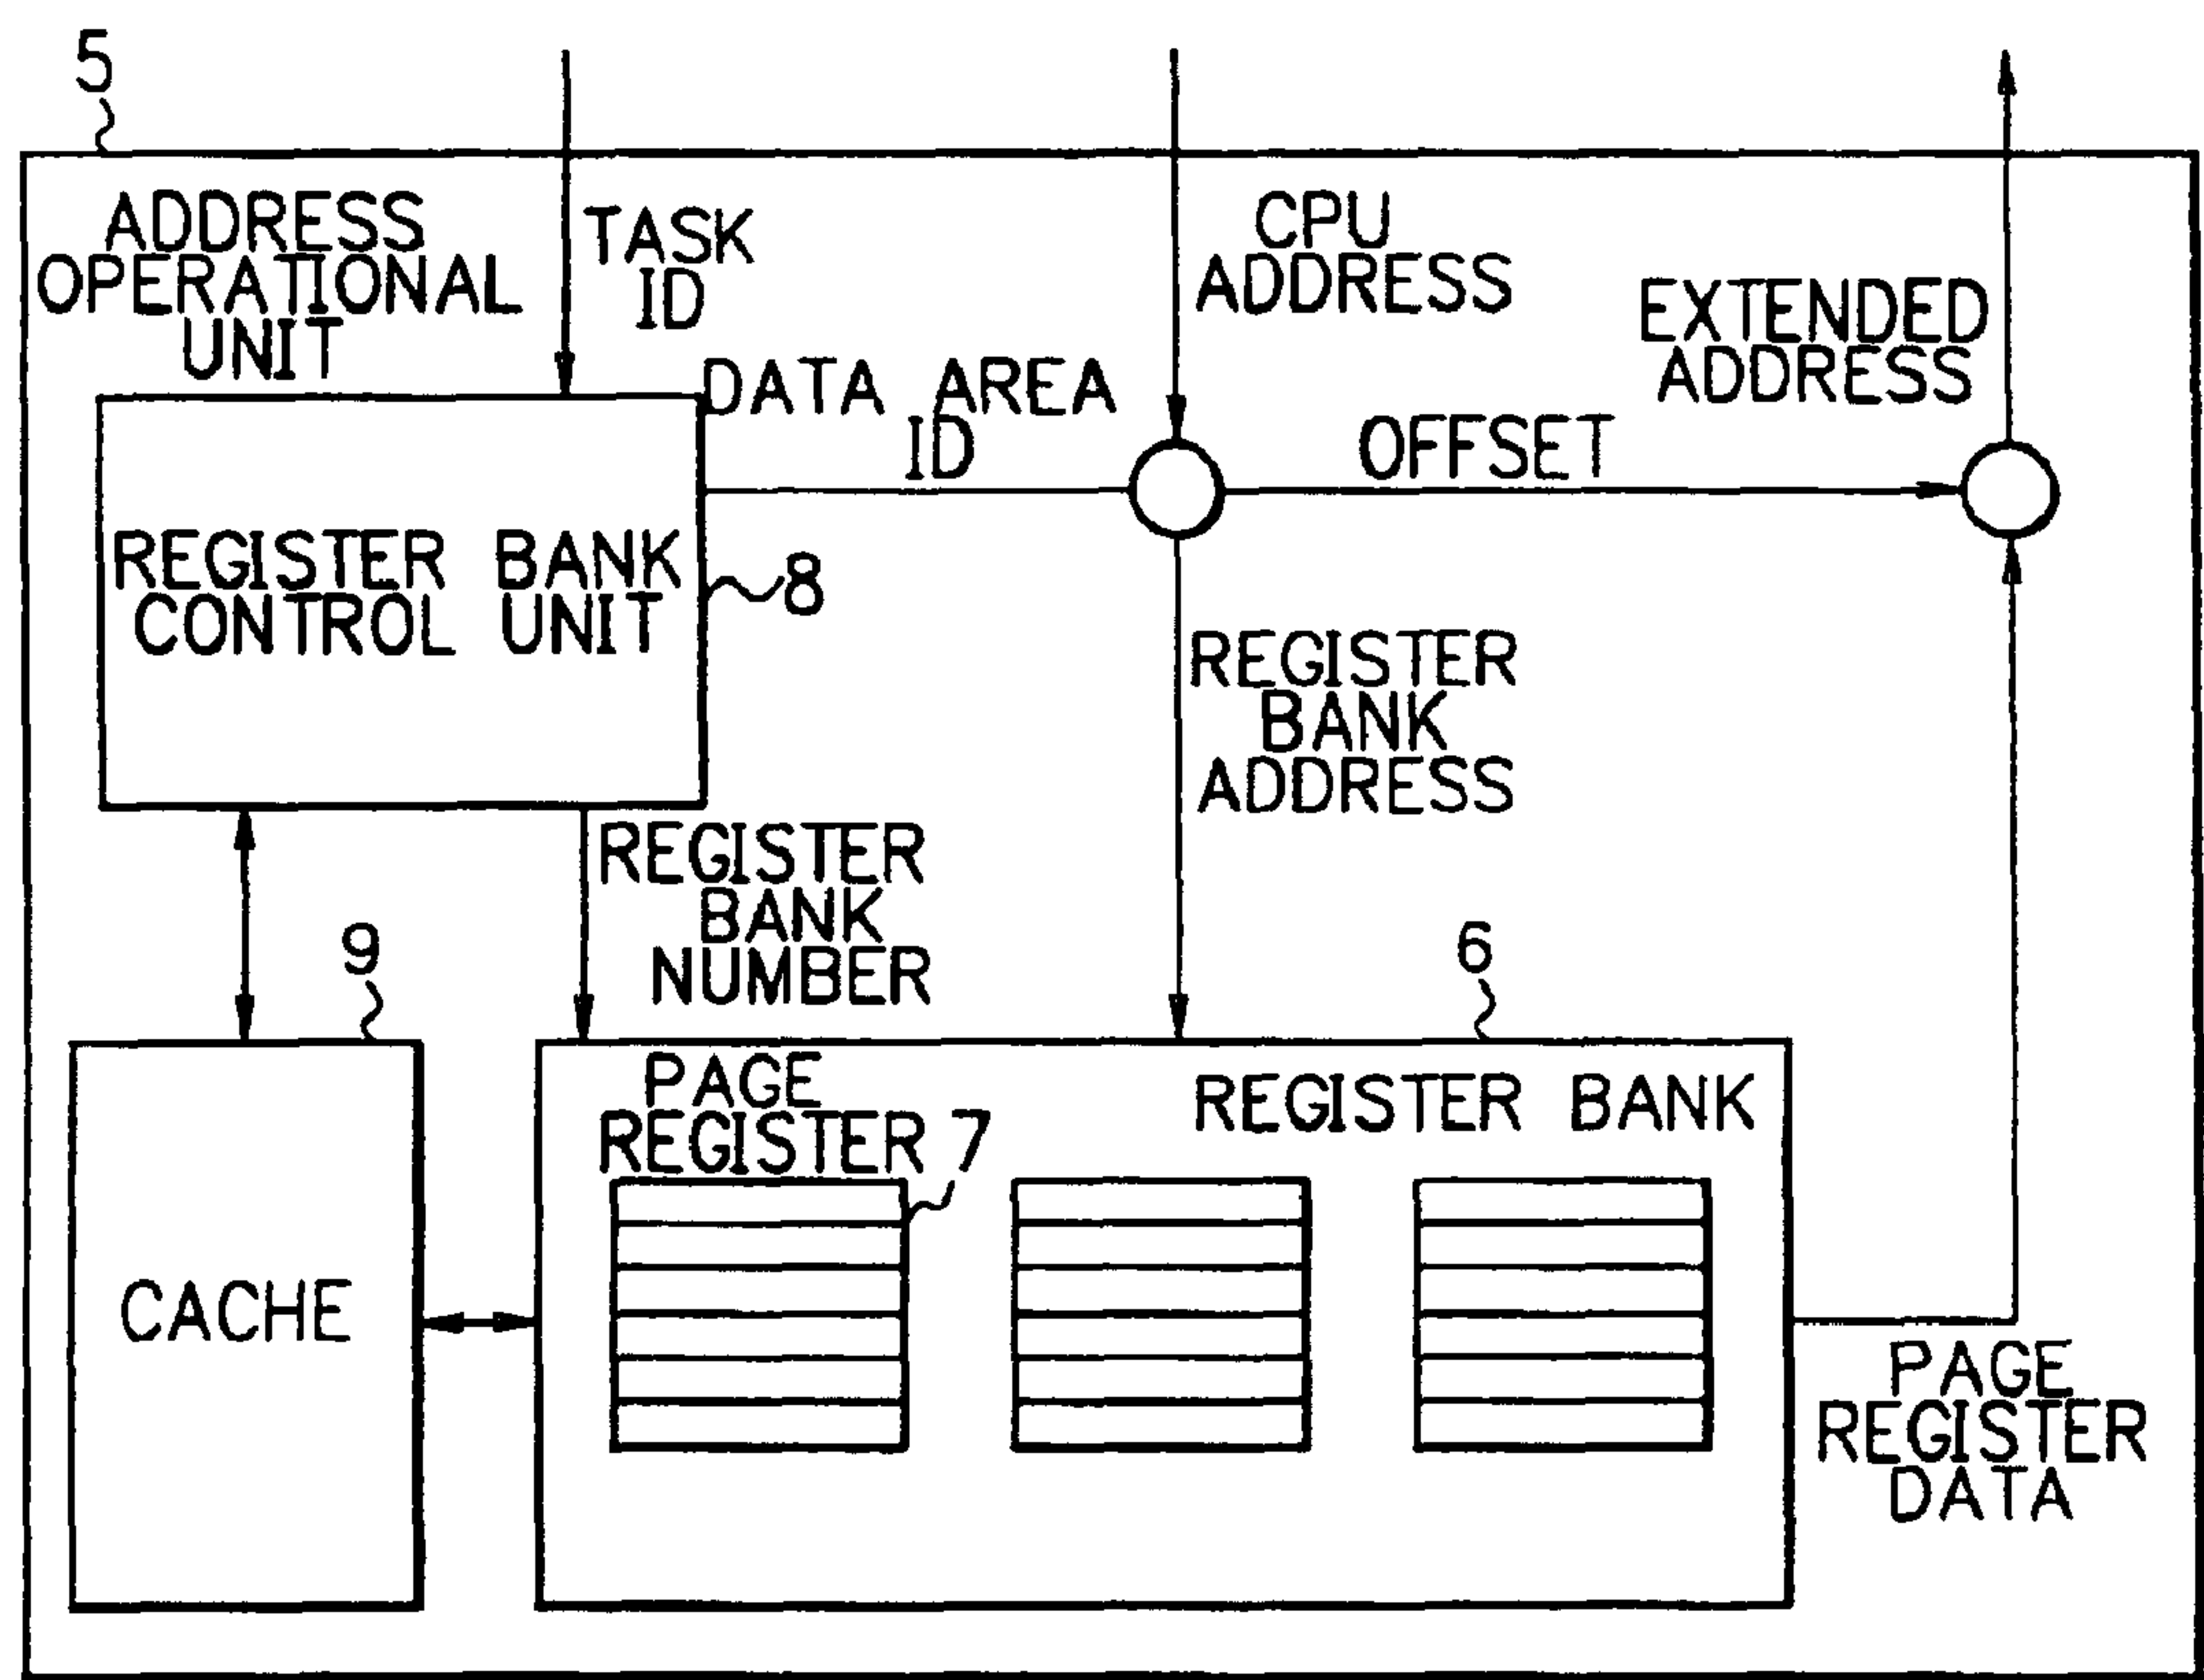 5
ADDRESS
OPERATIONAL
UNIT
TASK
ID
CPU
ADDRESS
EXTENDED
ADDRESS
DATA AREA
ID
OFFSET
REGISTER BANK
CONTROL UNIT
8
REGISTER
BANK
ADDRESS
REGISTER
BANK
NUMBER
9
6
PAGE
REGISTER 7
REGISTER BANK
CACHE
PAGE
REGISTER
DATA